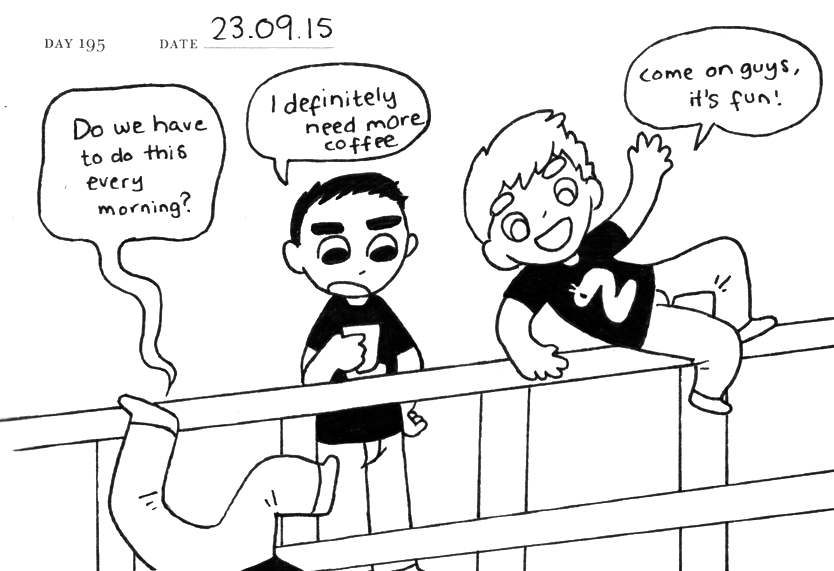 DAY 195 DATE 23.09.15
Do we have
to do this
every
morning?
I definitely
need more
coffee
come on guys,
it's fun!